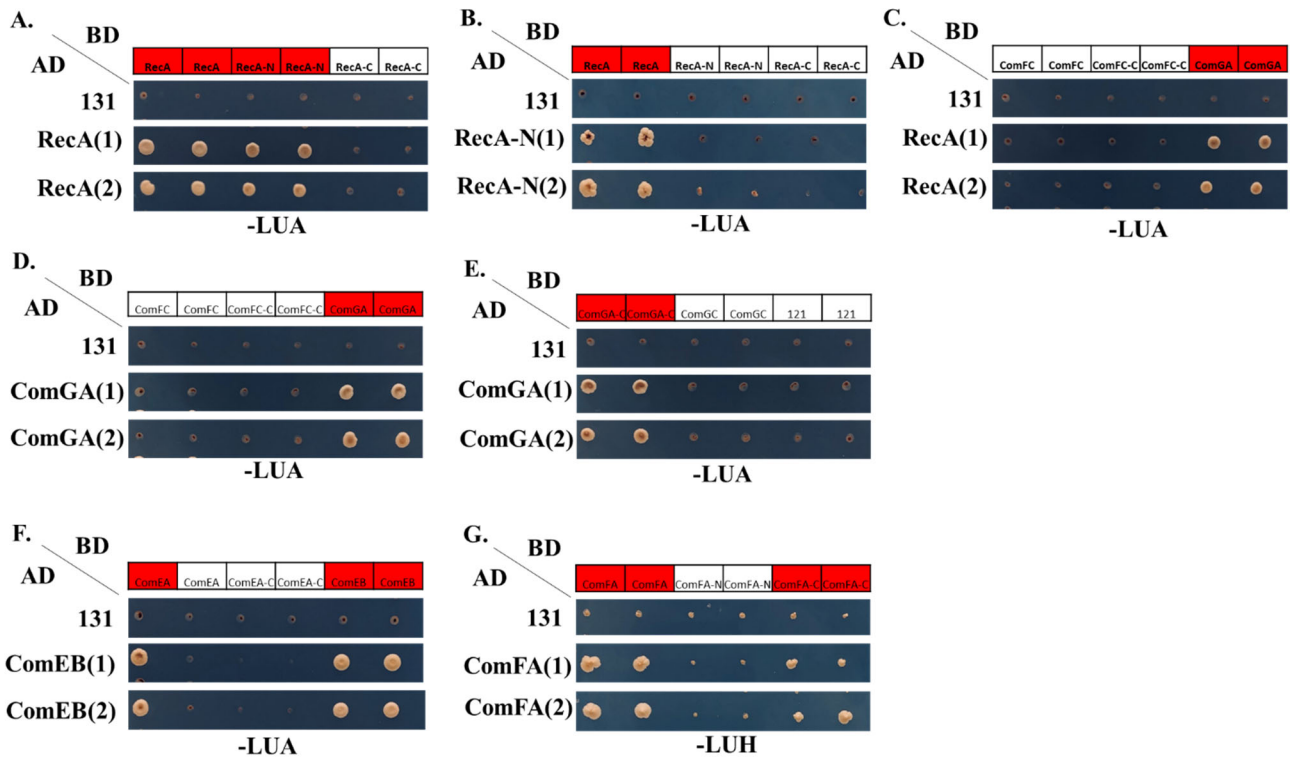 A.
BD
AD
RecA RecA RecA-N RecA-N RecA-C RecA-C
131
RecA(1)
RecA(2)
-LUA
B.
BD
AD
RecA RecA RecA-N RecA-N RecA-C RecA-C
131
RecA-N(1)
RecA-N(2)
-LUA
C.
BD
AD
ComFC ComFC ComFC-C ComFC-C ComGA ComGA
131
RecA(1)
RecA(2)
-LUA
D.
BD
AD
ComFC ComFC ComFC-C ComFC-C ComGA ComGA
131
ComGA(1)
ComGA(2)
-LUA
E.
BD
AD
ComGA-C ComGA-C ComGC ComGC 121 121
131
ComGA(1)
ComGA(2)
-LUA
F.
BD
AD
ComEA ComEA ComEA-C ComEA-C ComEB ComEB
131
ComEB(1)
ComEB(2)
-LUA
G.
BD
AD
ComFA ComFA ComFA-N ComFA-N ComFA-C ComFA-C
131
ComFA(1)
ComFA(2)
-LUH